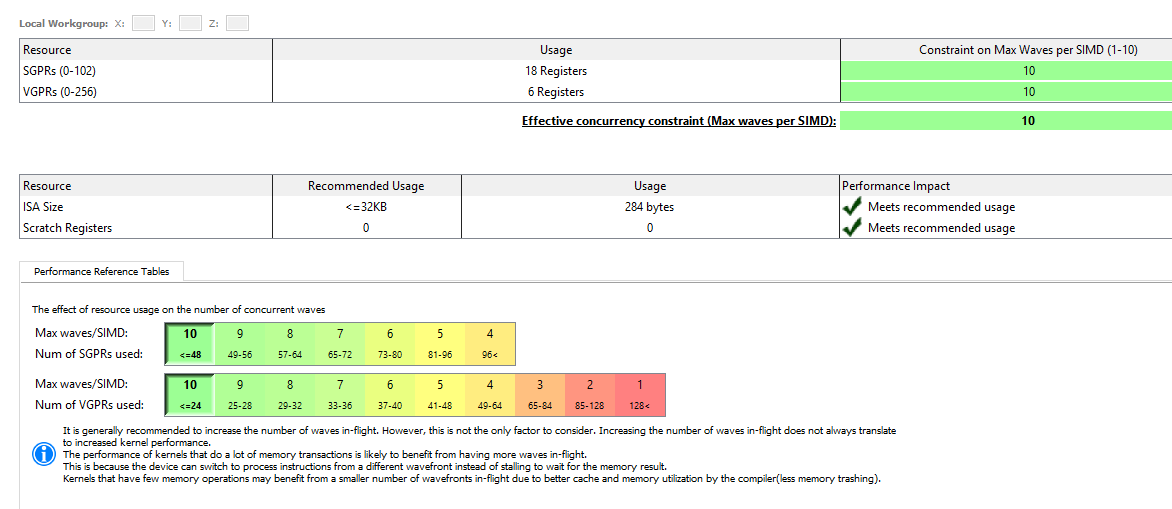 Local Workgroup: X: Y: Z:
Resource Usage Constraint on Max Waves per SIMD (1-10)
SGPRs (0-102) 18 Registers 10
VGPRs (0-256) 6 Registers 10
Effective concurrency constraint (Max waves per SIMD): 10
Resource Recommended Usage Usage Performance Impact
ISA Size <=32KB 284 bytes Meets recommended usage
Scratch Registers 0 0 Meets recommended usage
Performance Reference Tables
The effect of resource usage on the number of concurrent waves
Max waves/SIMD: 10 9 8 7 6 5 4
Num of SGPRs used: <=48 49-56 57-64 65-72 73-80 81-96 96<
Max waves/SIMD: 10 9 8 7 6 5 4 3 2 1
Num of VGPRs used: <=24 25-28 29-32 33-36 37-40 41-48 49-64 65-84 85-128 128<
It is generally recommended to increase the number of waves in-flight. However, this is not the only factor to consider. Increasing the number of waves in-flight does not always translate
to increased kernel performance.
The performance of kernels that do a lot of memory transactions is likely to benefit from having more waves in-flight.
This is because the device can switch to process instructions from a different wavefront instead of stalling to wait for the memory result.
Kernels that have few memory operations may benefit from a smaller number of wavefronts in-flight due to better cache and memory utilization by the compiler(less memory trashing).